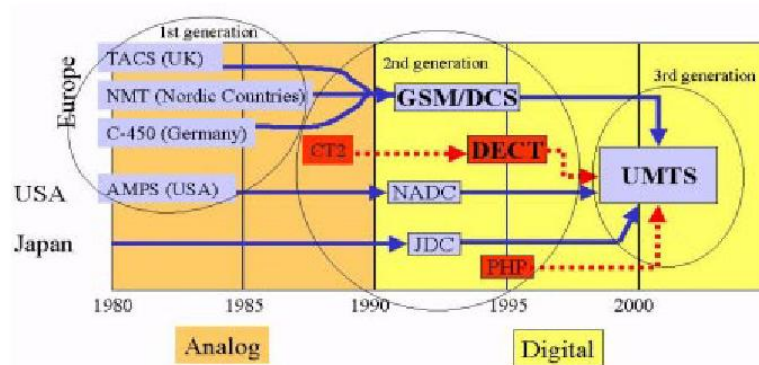 1st generation
TACS (UK)
2nd generation
3rd generation
Europe
NMT (Nordic Countries)
GSM/DCS
C-450 (Germany)
CT2
DECT
UMTS
USA
AMPS (USA)
NADC
Japan
JDC
PHP
1980
1985
1990
1995
2000
Analog
Digital